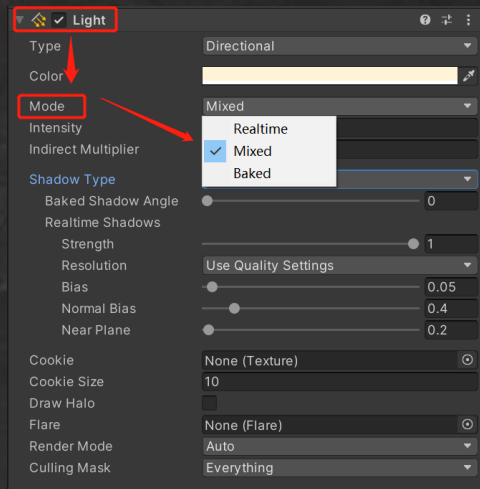 Light
Type Directional
Color
Mode Mixed
Realtime
Mixed
Baked
Intensity
Indirect Multiplier
Shadow Type
Baked Shadow Angle 0
Realtime Shadows
Strength 1
Resolution Use Quality Settings
Bias 0.05
Normal Bias 0.4
Near Plane 0.2
Cookie None (Texture)
Cookie Size 10
Draw Halo
Flare None (Flare)
Render Mode Auto
Culling Mask Everything